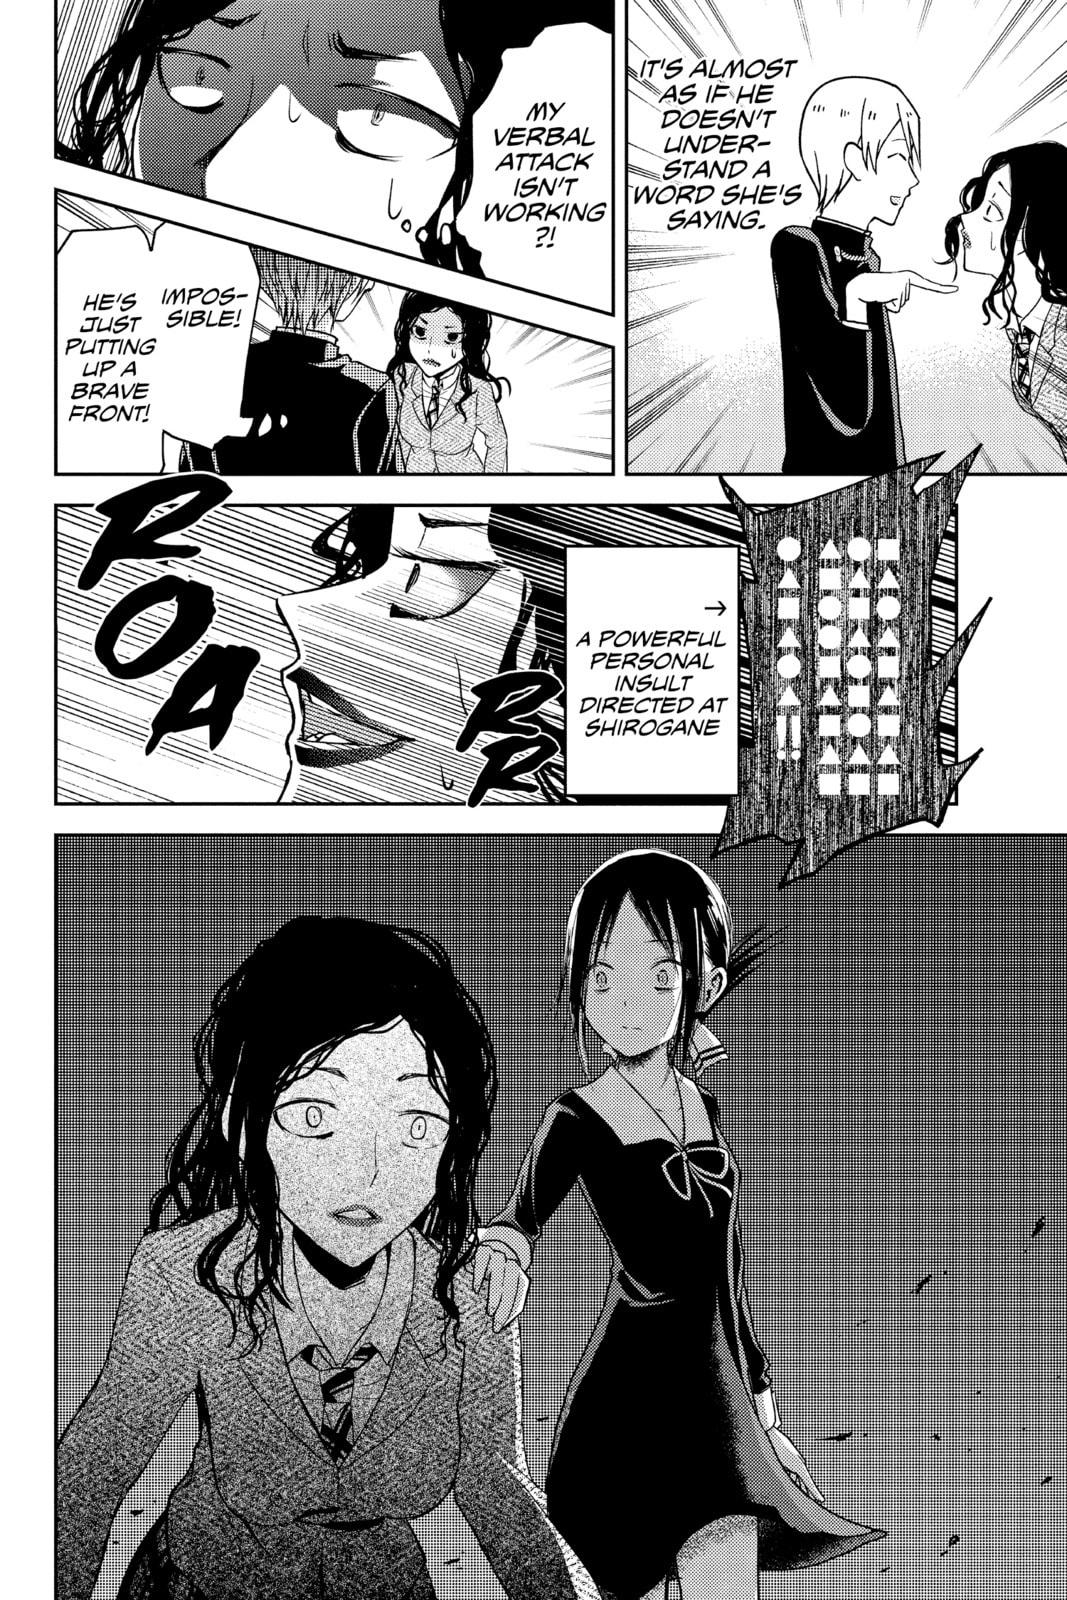 IT'S ALMOST
AS IF HE
DOESN'T
UNDER-
STAND A
WORD SHE'S
SAYING.
MY
VERBAL
ATTACK
ISN'T
WORKING
?!
IMPOS-
SIBLE!
HE'S
JUST
PUTTING
UP A
BRAVE
FRONT!
→
A POWERFUL
PERSONAL
INSULT
DIRECTED AT
SHIROGANE
ROARR